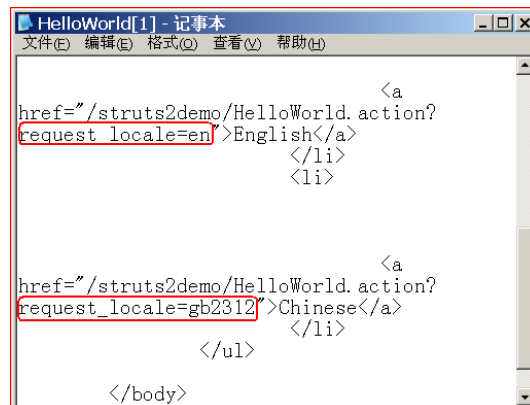 HelloWorld[1] - 记事本
文件(F) 编辑(E) 格式(O) 查看(V) 帮助(H)
<a
href="/struts2demo/HelloWorld.action?
request_locale=en">English</a>
</li>
<li>
<a
href="/struts2demo/HelloWorld.action?
request_locale=gb2312">Chinese</a>
</li>
</ul>
</body>